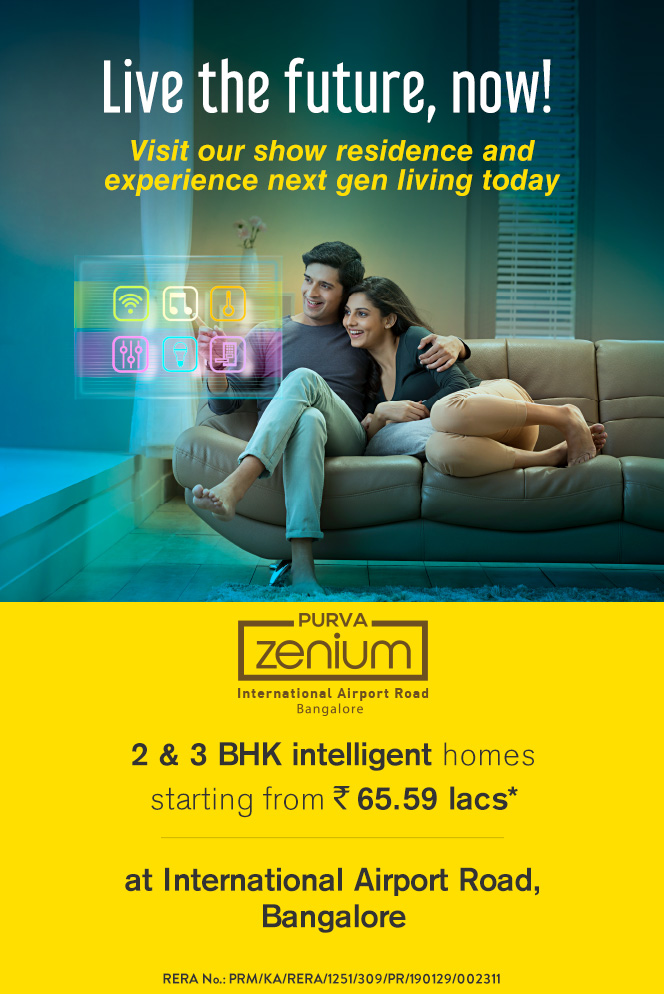 Live the future, now!
Visit our show residence and
experience next gen living today
PURVA
zenium
International Airport Road
Bangalore
2 & 3 BHK intelligent homes
starting from ₹ 65.59 lacs*
at International Airport Road,
Bangalore
RERA No.: PRM/KA/RERA/1251/309/PR/190129/002311